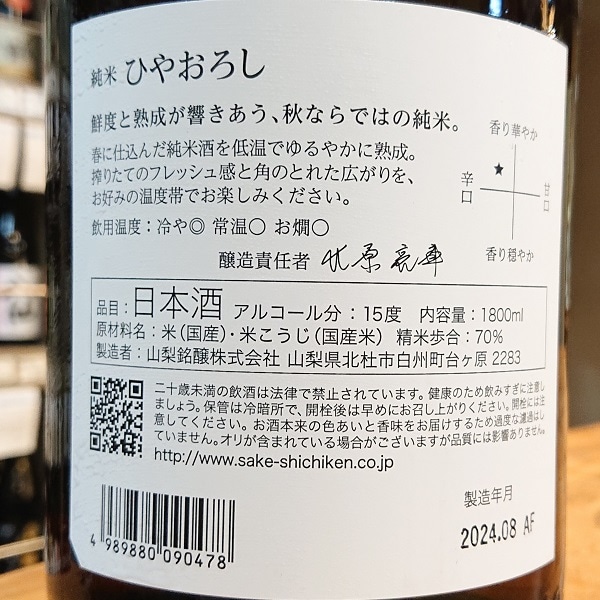 純米 ひやおろし
鮮度と熟成が響きあう、秋ならではの純米。
春に仕込んだ純米酒を低温でゆるやかに熟成。
搾りたてのフレッシュ感と角のとれた広がりを、
お好みの温度帯でお楽しみください。
飲用温度：冷や◎ 常温○ お燗○
香り華やか
辛口
甘口
香り穏やか
醸造責任者 北原亮庫
品目：日本酒 アルコール分：15度 内容量：1800ml
原材料名：米（国産）・米こうじ（国産米） 精米歩合：70%
製造者：山梨銘醸株式会社 山梨県北杜市白州町台ヶ原 2283
二十歳未満の飲酒は法律で禁止されています。健康のため飲みすぎに注意し
ましょう。保管は冷暗所で、開栓後は早めにお召し上がりください。開栓には注
意してください。お酒本来の色あいと香味をお届けするため過度な濾過はし
ていません。オリが含まれている場合がございますが品質には影響ありません。
http://www.sake-shichiken.co.jp
4 989880 090478
製造年月
2024.08 AF